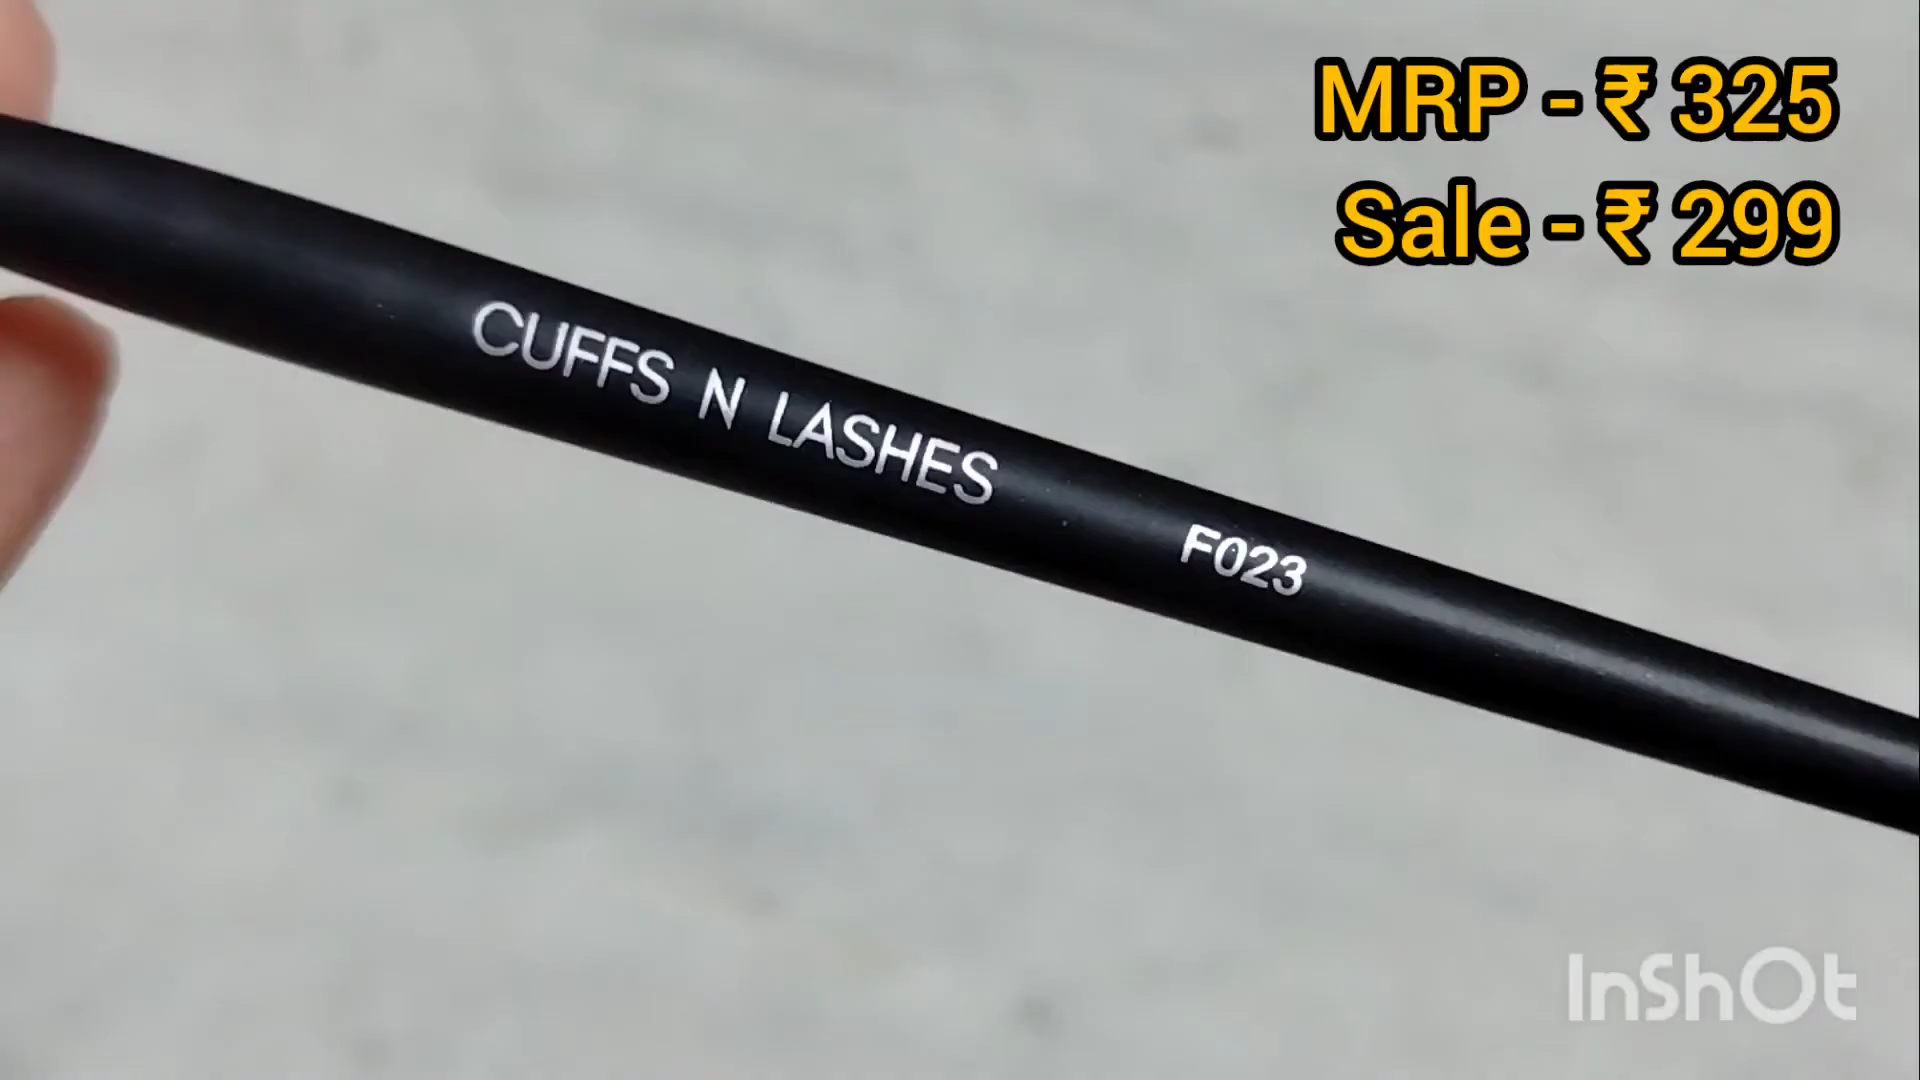 MRP - ₹ 325
Sale - ₹ 299
CUFFS N LASHES F023
InShOt